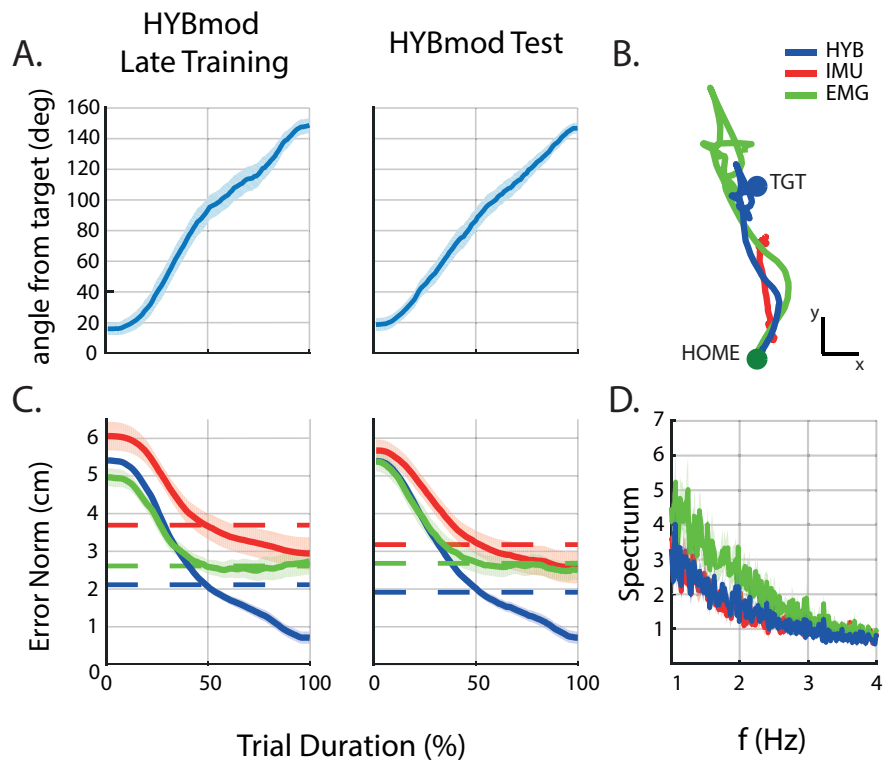 HYBmod
Late Training
HYBmod Test
A.
B.
HYB
IMU
EMG
angle from target (deg)
160
140
120
100
80
60
40
20
0
TGT
HOME
y
x
C.
D.
Error Norm (cm)
6
5
4
3
2
1
0
0
50
100
0
50
100
Trial Duration (%)
Spectrum
7
6
5
4
3
2
1
1
2
3
4
f (Hz)